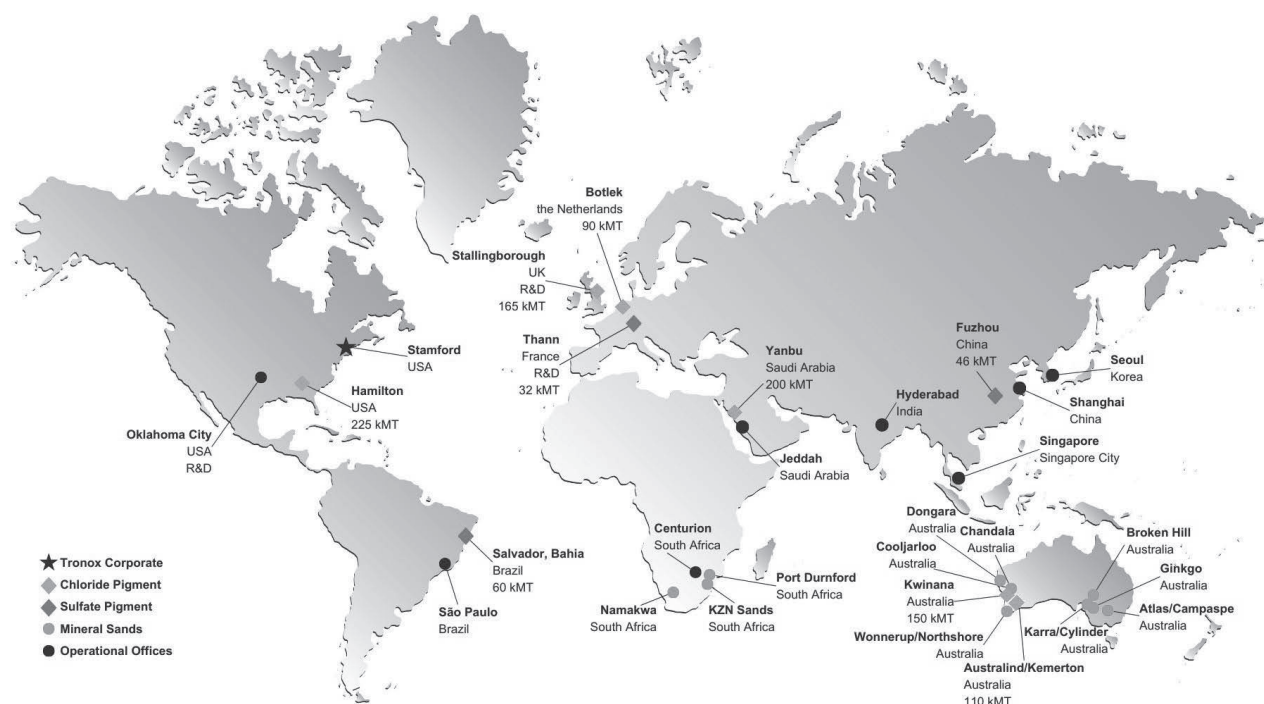 Botlek
the Netherlands
90 kMT
Stallingborough
UK
R&D
165 kMT
Thann
France
R&D
32 kMT
Yanbu
Saudi Arabia
200 kMT
Fuzhou
China
46 kMT
Seoul
Korea
Shanghai
China
Hyderabad
India
Singapore
Singapore City
Jeddah
Saudi Arabia
Stamford
USA
Hamilton
USA
225 kMT
Oklahoma City
USA
R&D
Salvador, Bahia
Brazil
60 kMT
São Paulo
Brazil
Centurion
South Africa
Port Durnford
South Africa
Namakwa
South Africa
KZN Sands
South Africa
Dongara
Australia
Chandala
Australia
Cooljarloo
Australia
Kwinana
Australia
150 kMT
Wonnerup/Northshore
Australia
Australind/Kemerton
Australia
110 kMT
Broken Hill
Australia
Ginkgo
Australia
Atlas/Campaspe
Australia
Karra/Cylinder
Australia
Tronox Corporate
Chloride Pigment
Sulfate Pigment
Mineral Sands
Operational Offices